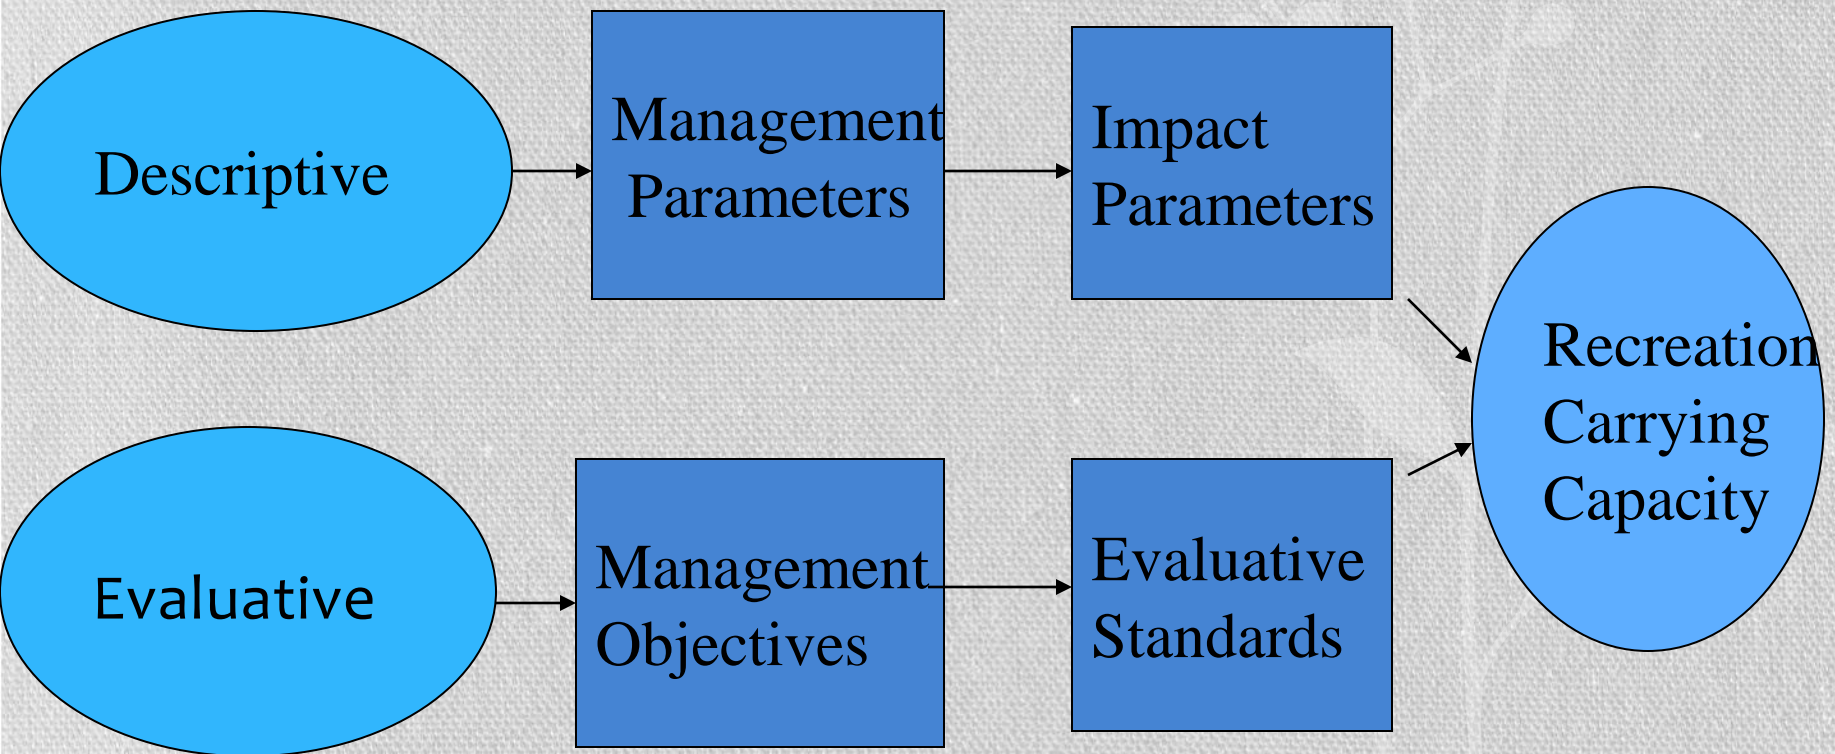 Descriptive
Management
Parameters
Impact
Parameters
Recreation
Carrying
Capacity
Evaluative
Management
Objectives
Evaluative
Standards